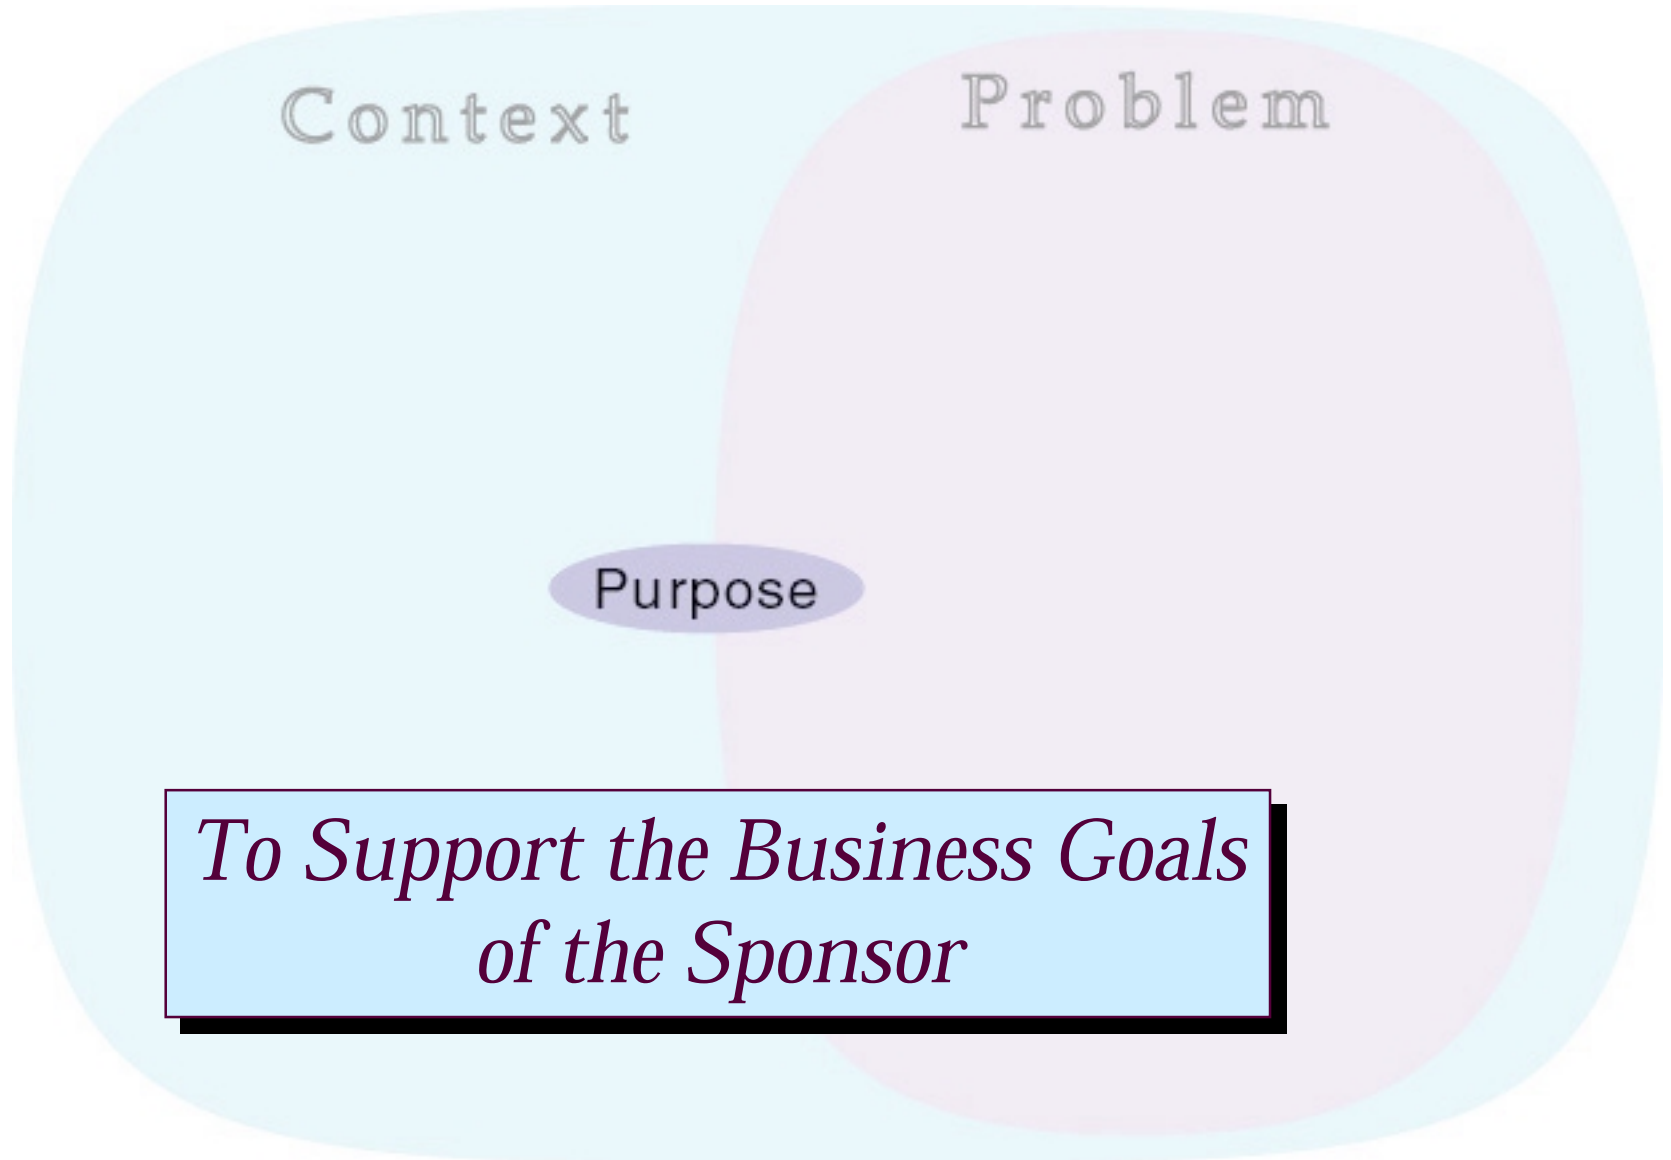 Context
Problem
Purpose
To Support the Business Goals
of the Sponsor